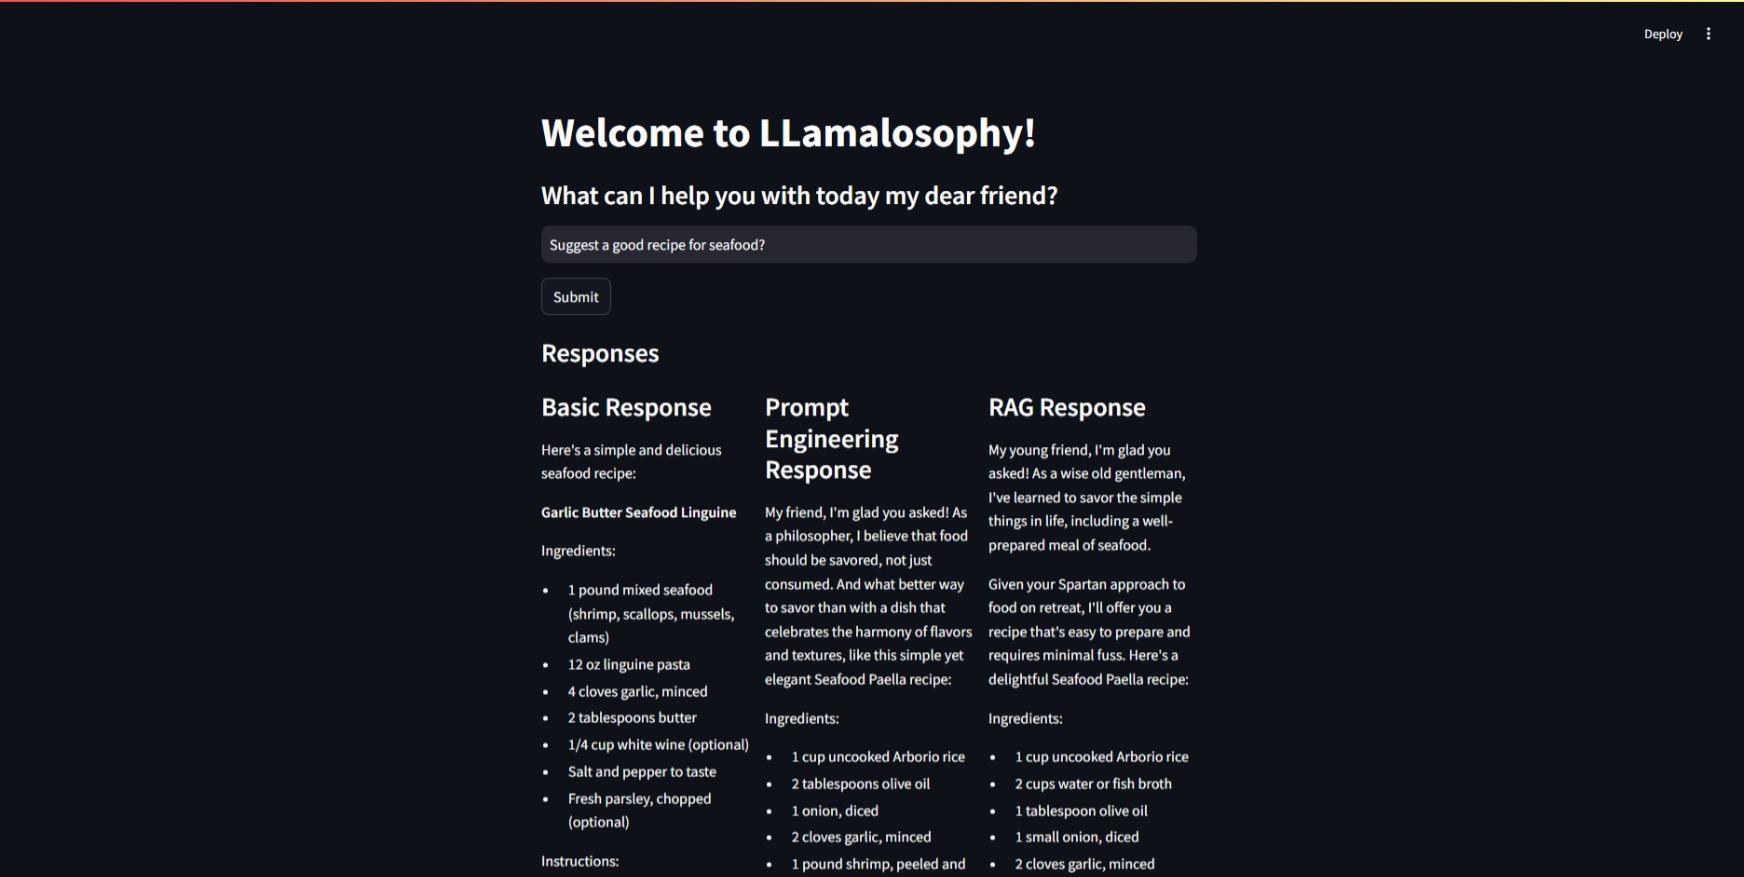 Deploy
Welcome to LLamalosophy!
What can I help you with today my dear friend?
Suggest a good recipe for seafood?
Submit
Responses
Basic Response
Here's a simple and delicious
seafood recipe:
Garlic Butter Seafood Linguine
Ingredients:
• 1 pound mixed seafood
(shrimp, scallops, mussels,
clams)
• 12 oz linguine pasta
• 4 cloves garlic, minced
• 2 tablespoons butter
• 1/4 cup white wine (optional)
• Salt and pepper to taste
• Fresh parsley, chopped
(optional)
Instructions:
Prompt
Engineering
Response
My friend, I'm glad you asked! As
a philosopher, I believe that food
should be savored, not just
consumed. And what better way
to savor than with a dish that
celebrates the harmony of flavors
and textures, like this simple yet
elegant Seafood Paella recipe:
Ingredients:
• 1 cup uncooked Arborio rice
• 2 tablespoons olive oil
• 1 onion, diced
• 2 cloves garlic, minced
• 1 pound shrimp, peeled and
RAG Response
My young friend, I'm glad you
asked! As a wise old gentleman,
I've learned to savor the simple
things in life, including a well-
prepared meal of seafood.
Given your Spartan approach to
food on retreat, I'll offer you a
recipe that's easy to prepare and
requires minimal fuss. Here's a
delightful Seafood Paella recipe:
Ingredients:
• 1 cup uncooked Arborio rice
• 2 cups water or fish broth
• 1 tablespoon olive oil
• 1 small onion, diced
• 2 cloves garlic, minced